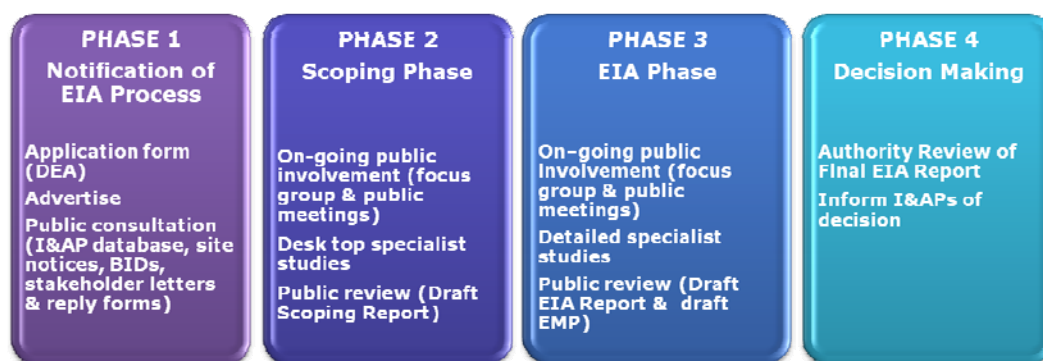 PHASE 1
Notification of
EIA Process
Application form
(DEA)
Advertise
Public consultation
(I&AP database, site
notices, BIDs,
stakeholder letters
& reply forms)
PHASE 2
Scoping Phase
On-going public
involvement (focus
group & public
meetings)
Desk top specialist
studies
Public review (Draft
Scoping Report)
PHASE 3
EIA Phase
On-going public
Involvement (focus
group & public
meetings)
Detailed specialist
studies
Public review (Draft
EIA Report & draft
EMP)
PHASE 4
Decision Making
Authority Review of
Final EIA Report
Inform I&APs of
decision